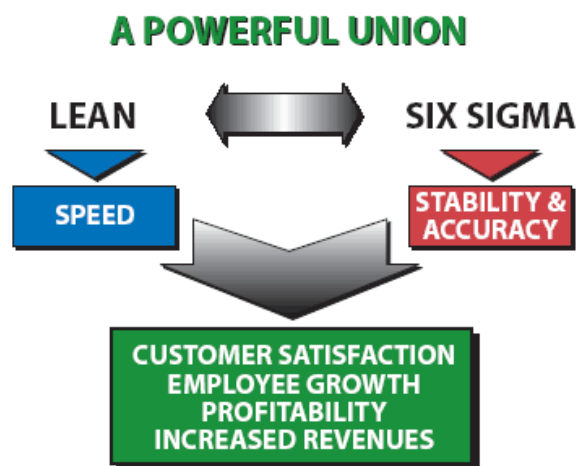 A POWERFUL UNION
LEAN
SIX SIGMA
SPEED
STABILITY &
ACCURACY
CUSTOMER SATISFACTION
EMPLOYEE GROWTH
PROFITABILITY
INCREASED REVENUES